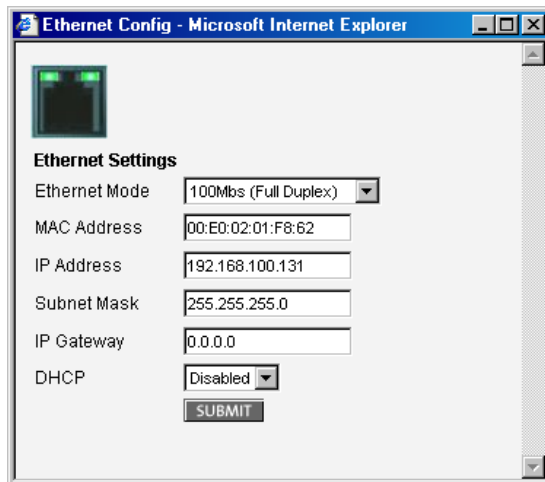 Ethernet Config - Microsoft Internet Explorer
Ethernet Settings
Ethernet Mode 100Mbs (Full Duplex)
MAC Address 00:E0:02:01:F8:62
IP Address 192.168.100.131
Subnet Mask 255.255.255.0
IP Gateway 0.0.0.0
DHCP Disabled
SUBMIT